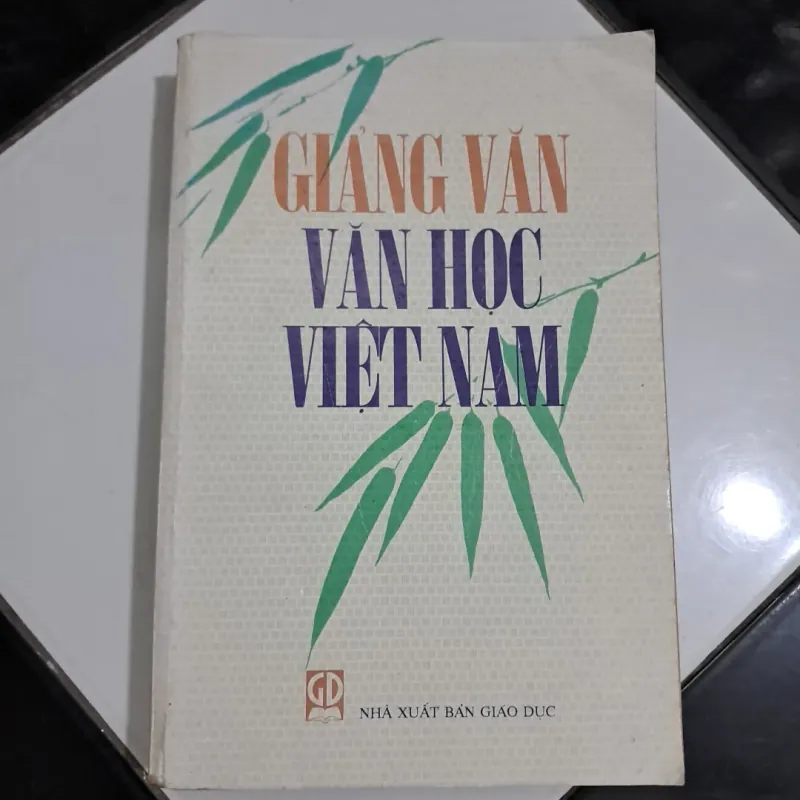 GIẢNG VĂN
VĂN HỌC
VIỆT NAM
GD
NHÀ XUẤT BẢN GIÁO DỤC